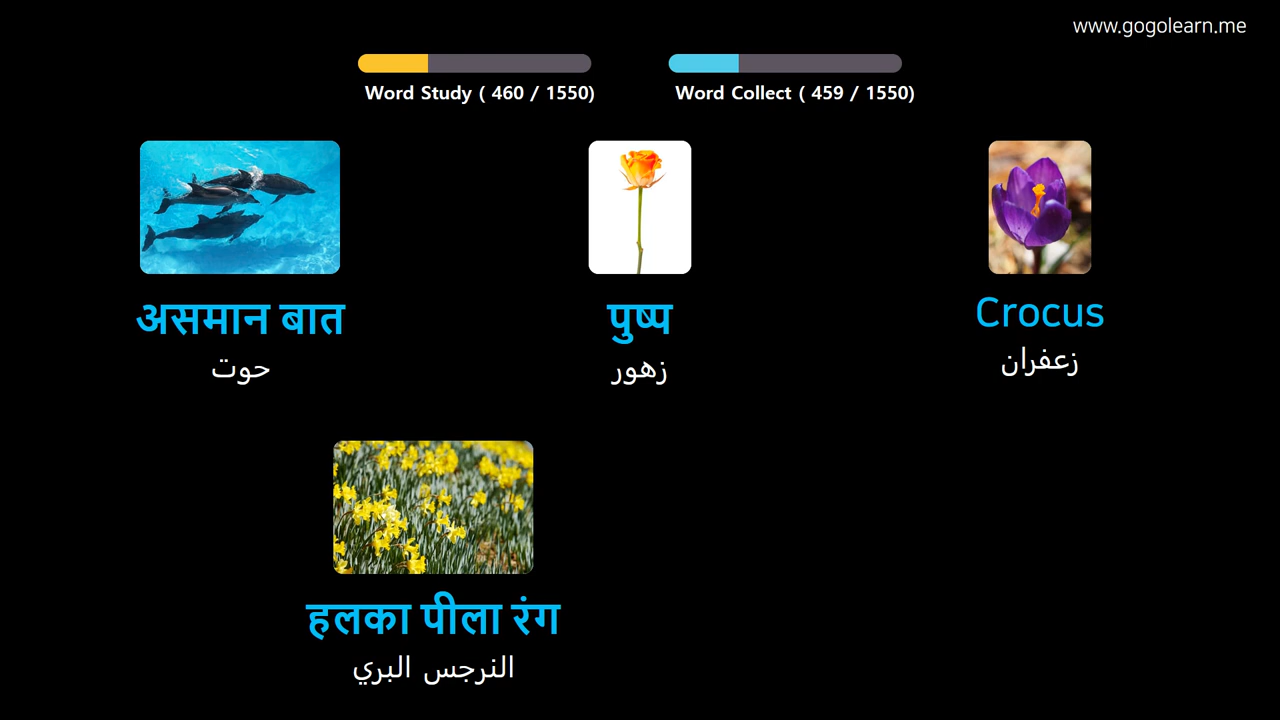 www.gogolearn.me
Word Study ( 460 / 1550)
Word Collect ( 459 / 1550)
असमान बात
حوت
पुष्प
زهور
Crocus
زعفران
हलका पीला रंग
النرجس البري